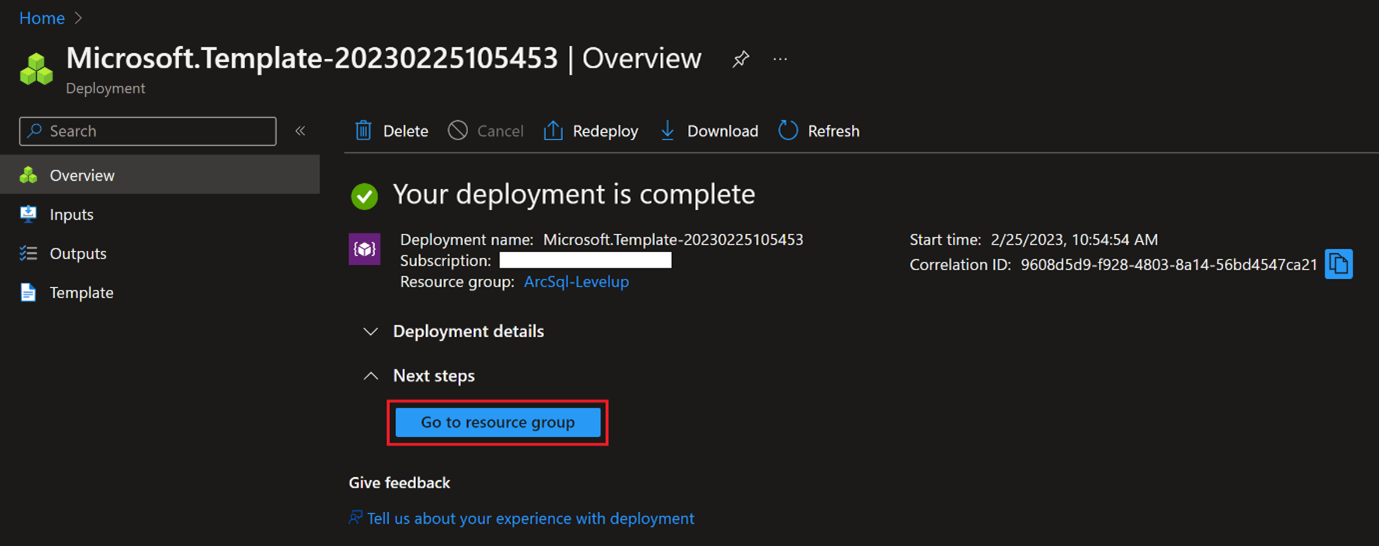 Home
Microsoft.Template-20230225105453 | Overview
Deployment
Search
Delete Cancel Redeploy Download Refresh
Overview
Inputs
Outputs
Template
Your deployment is complete
Deployment name: Microsoft.Template-20230225105453
Subscription:
Resource group: ArcSql-Levelup
Start time: 2/25/2023, 10:54:54 AM
Correlation ID: 9608d5d9-f928-4803-8a14-56bd4547ca21
Deployment details
Next steps
Go to resource group
Give feedback
Tell us about your experience with deployment